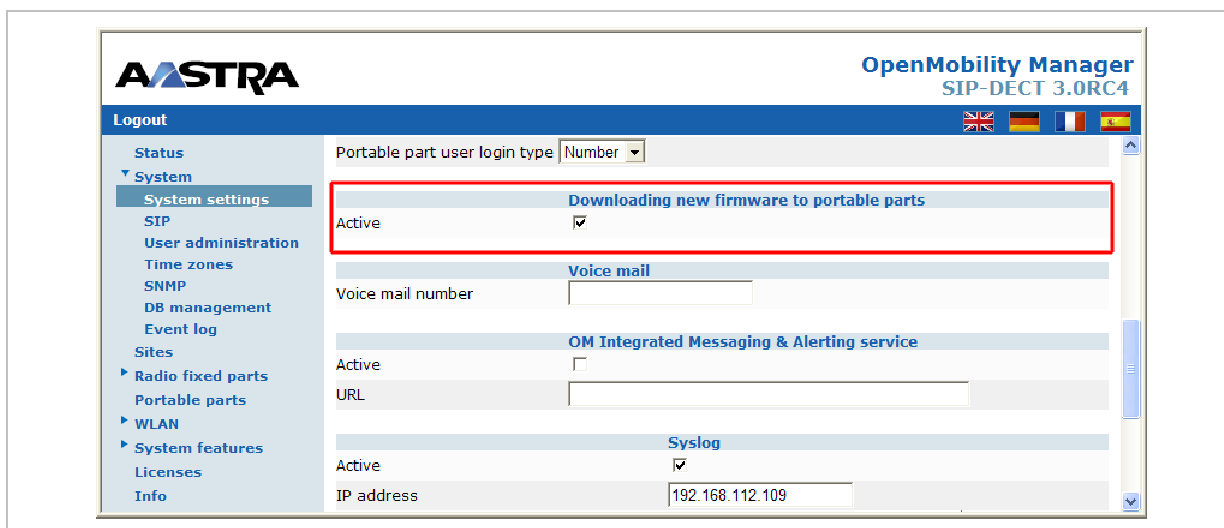 AASTRA
OpenMobility Manager
SIP-DECT 3.0RC4
Logout
Status
System
System settings
SIP
User administration
Time zones
SNMP
DB management
Event log
Sites
Radio fixed parts
Portable parts
WLAN
System features
Licenses
Info
Portable part user login type Number
Downloading new firmware to portable parts
Active
Voice mail
Voice mail number
OM Integrated Messaging & Alerting service
Active
URL
Syslog
Active
IP address 192.168.112.109